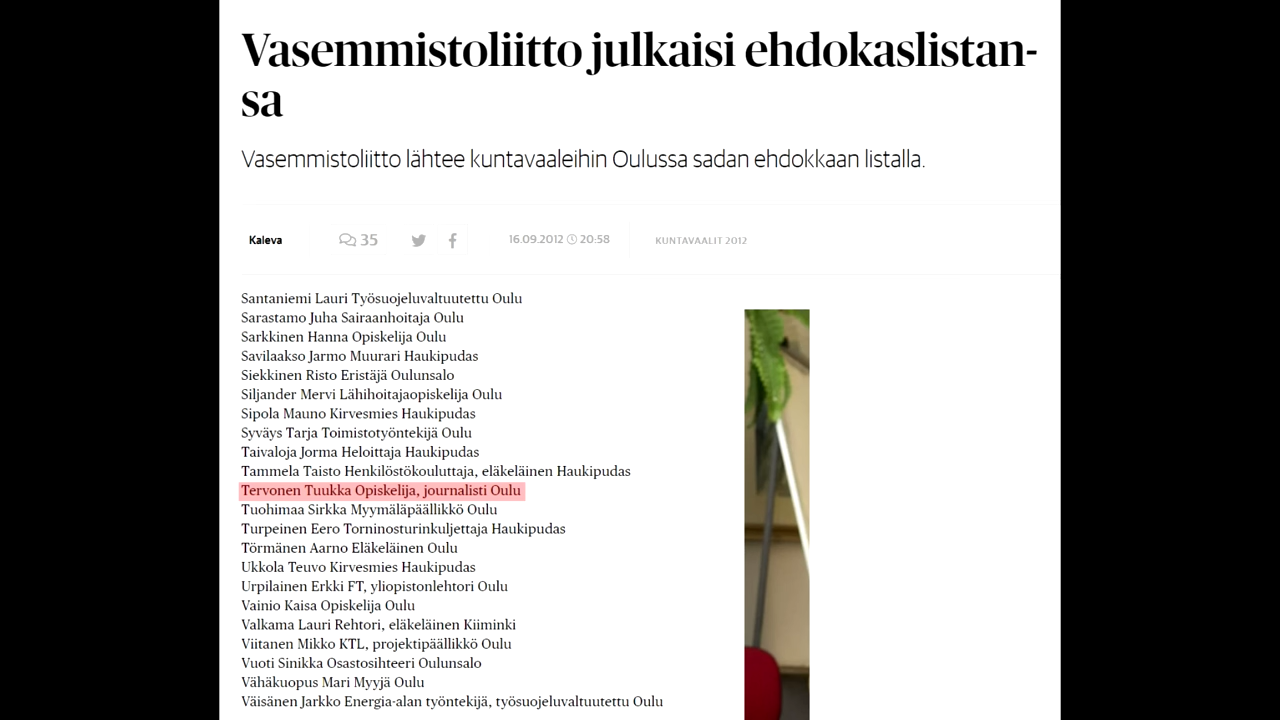 Vasemmistoliitto julkaisi ehdokaslistan-
sa
Vasemmistoliitto lähtee kuntavaaleihin Oulussa sadan ehdokkaan listalla.
Kaleva 35 16.09.2012 20:58 KUNTAVAALIT 2012
Santaniemi Lauri Työsuojeluvaltuutettu Oulu
Sarastamo Juha Sairaanhoitaja Oulu
Sarkkinen Hanna Opiskelija Oulu
Savilaakso Jarmo Muurari Haukipudas
Siekkinen Risto Eristäjä Oulunsalo
Siljander Mervi Lähihoitajaopiskelija Oulu
Sipola Mauno Kirvesmies Haukipudas
Syväys Tarja Toimistotyöntekijä Oulu
Taivaloja Jorma Heloittaja Haukipudas
Tammela Taisto Henkilöstökouluttaja, eläkeläinen Haukipudas
Tervonen Tuukka Opiskelija, journalisti Oulu
Tuohimaa Sirkka Myymäläpäällikkö Oulu
Turpeinen Eero Torninosturinkuljettaja Haukipudas
Törmänen Aarno Eläkeläinen Oulu
Ukkola Teuvo Kirvesmies Haukipudas
Urpilainen Erkki FT, yliopistonlehtori Oulu
Vainio Kaisa Opiskelija Oulu
Valkama Lauri Rehtori, eläkeläinen Kiiminki
Viitanen Mikko KTL, projektipäällikkö Oulu
Vuoti Sinikka Osastosihteeri Oulunsalo
Vähäkuopus Mari Myyjä Oulu
Väisänen Jarkko Energia-alan työntekijä, työsuojeluvaltuutettu Oulu